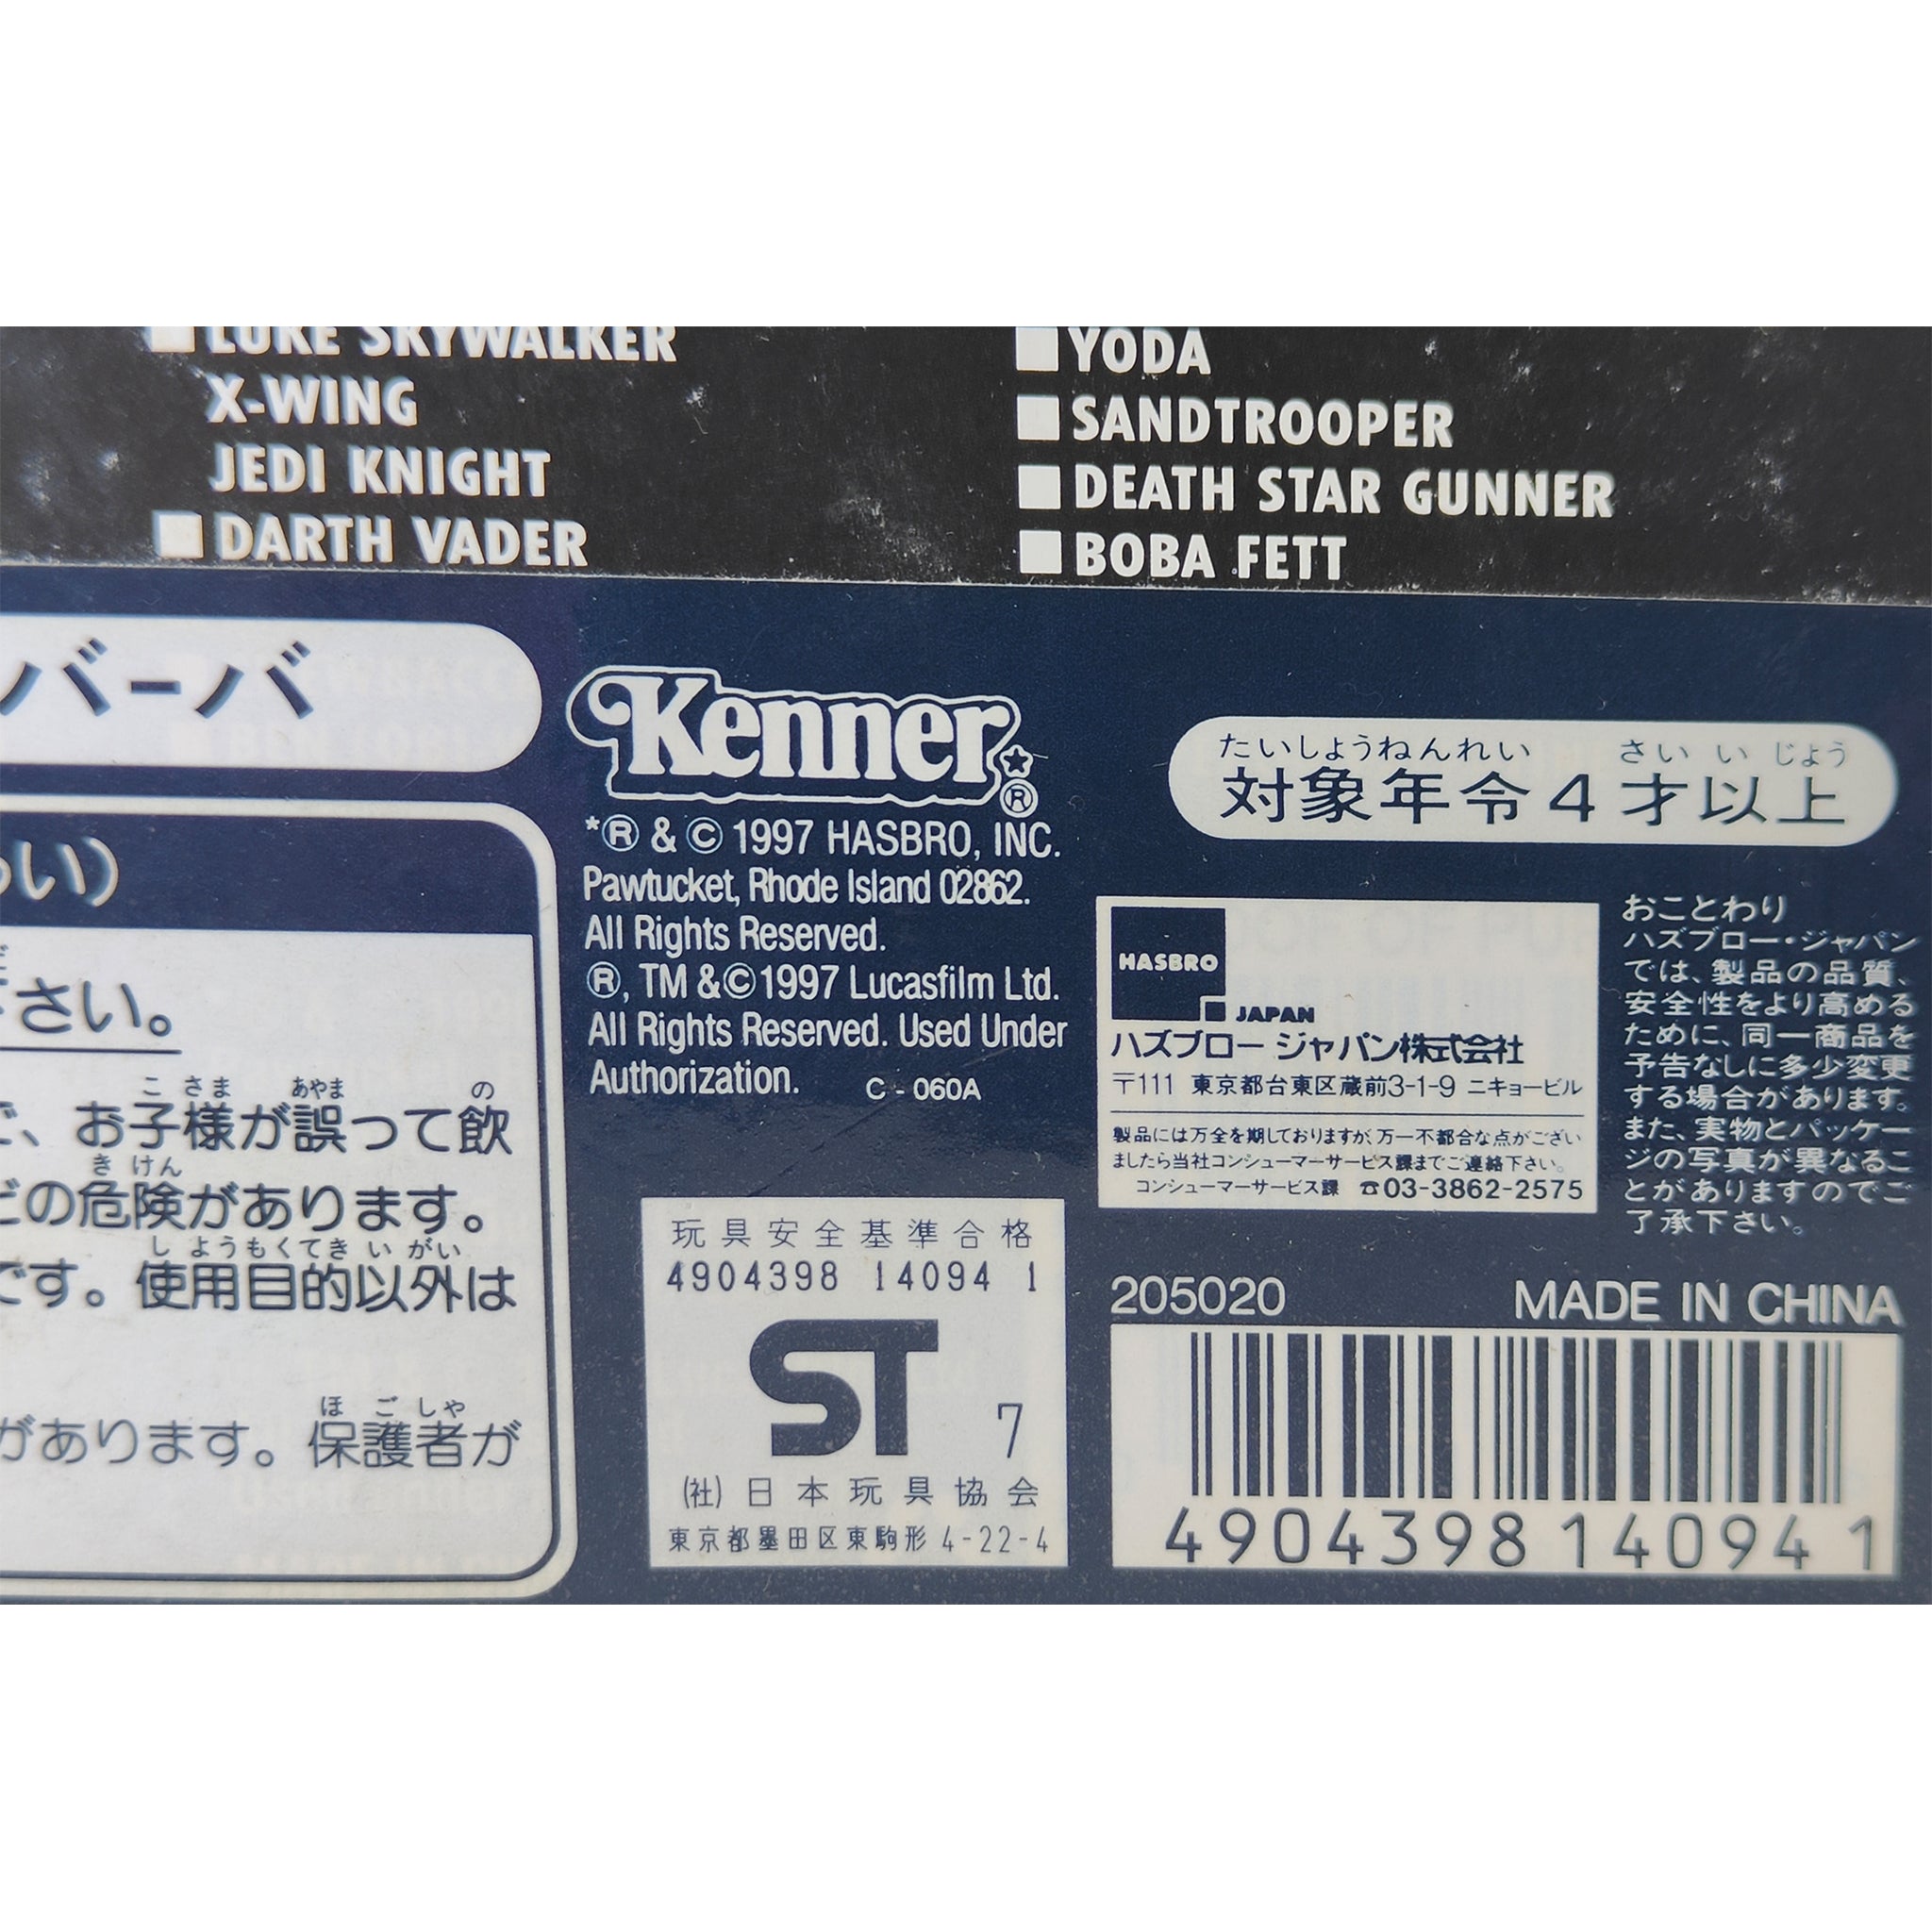 LUKE SKYWALKER
X-WING
JEDI KNIGHT
DARTH VADER
YODA
SANDTROOPER
DEATH STAR GUNNER
BOBA FETT
バーバ
わい）
さい。
こ さま あやま の
、お子様が誤って飲
き けん
どの危険があります。
し ようもくてき い がい
です。使用目的以外は
ほ ご しゃ
があります。保護者が
Kenner®
*® & © 1997 HASBRO, INC.
Pawtucket, Rhode Island 02862.
All Rights Reserved.
®, TM & ©1997 Lucasfilm Ltd.
All Rights Reserved. Used Under
Authorization. C - 060A
玩具安全基準合格
4904398 14094 1
ST 7
(社)日本玩具協会
東京都墨田区東駒形 4-22-4
たいしょうねんれい さい い じょう
対象年令4才以上
HASBRO
JAPAN
ハズブロー ジャパン株式会社
〒111 東京都台東区蔵前3-1-9 ニキョービル
製品には万全を期しておりますが、万一不都合な点がござい
ましたら当社コンシューマーサービス課までご連絡下さい。
コンシューマーサービス課 ☎03-3862-2575
おことわり
ハズブロー・ジャパン
では、製品の品質、
安全性をより高める
ために、同一商品を
予告なしに多少変更
する場合があります。
また、実物とパッケー
ジの写真が異なるこ
とがありますのでご
了承下さい。
205020 MADE IN CHINA
4904398 14094 1